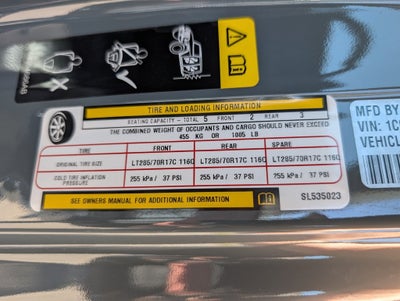 TIRE AND LOADING INFORMATION
SEATING CAPACITY - TOTAL 5 FRONT 2 REAR 3
THE COMBINED WEIGHT OF OCCUPANTS AND CARGO SHOULD NEVER EXCEED
455 KG OR 1005 LB
TIRE FRONT REAR SPARE
ORIGINAL TIRE SIZE LT285/70R17C 116Q LT285/70R17C 116Q LT285/70R17C 116Q
COLD TIRE INFLATION PRESSURE 255 kPa / 37 PSI 255 kPa / 37 PSI 255 kPa / 37 PSI
SEE OWNERS MANUAL FOR ADDITIONAL INFORMATION SL535023
MFD BY
VIN: 1C
VEHICL